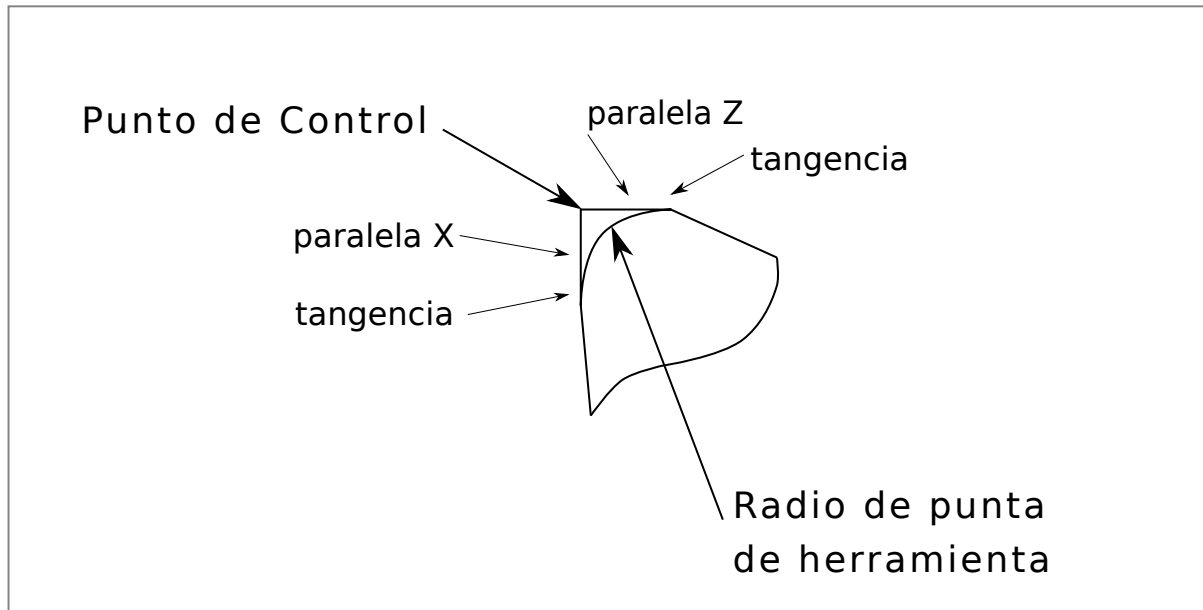 Punto de Control
paralela Z
tangencia
paralela X
tangencia
Radio de punta
de herramienta